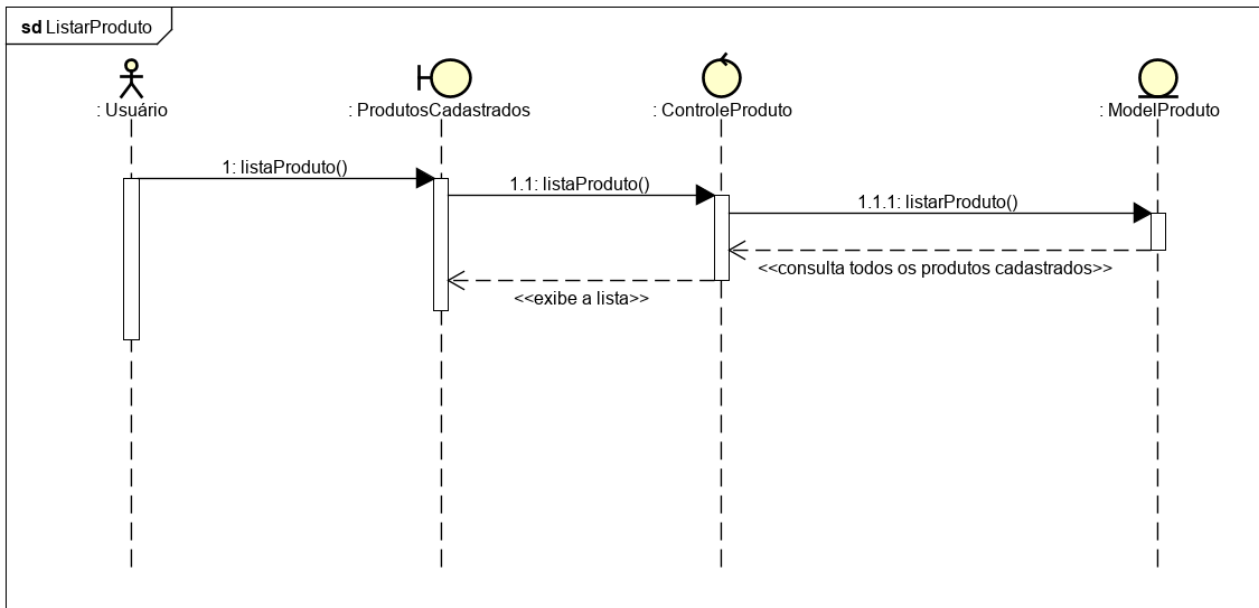 sd ListarProduto
: Usuário
: ProdutosCadastrados
: ControleProduto
: ModelProduto
1: listaProduto()
1.1: listaProduto()
1.1.1: listarProduto()
<<consulta todos os produtos cadastrados>>
<<exibe a lista>>